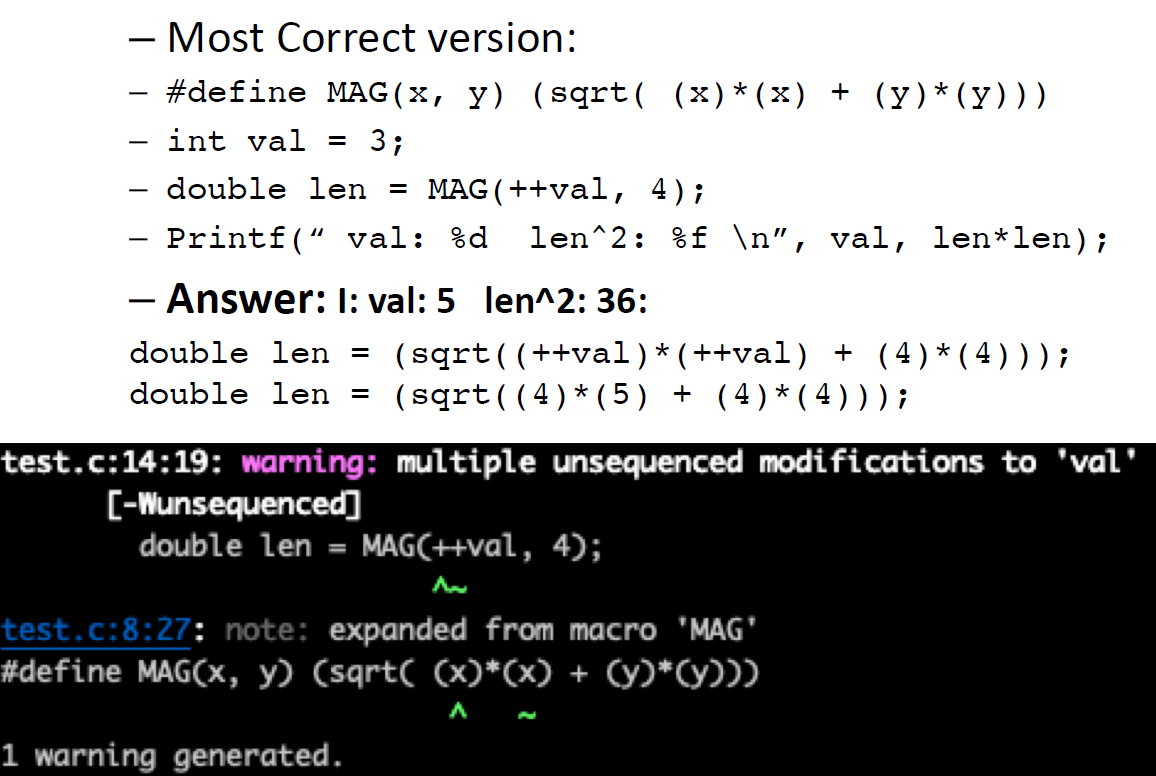 – Most Correct version:
– #define MAG(x, y) (sqrt( (x)*(x) + (y)*(y)))
– int val = 3;
– double len = MAG(++val, 4);
– Printf(“ val: %d  len^2: %f \n”, val, len*len);
– Answer: I: val: 5  len^2: 36:
double len = (sqrt((++val)*(++val) + (4)*(4)));
double len = (sqrt((4)*(5) + (4)*(4)));
test.c:14:19: warning: multiple unsequenced modifications to 'val'
[-Wunsequenced]
double len = MAG(++val, 4);
^~
test.c:8:27: note: expanded from macro 'MAG'
#define MAG(x, y) (sqrt( (x)*(x) + (y)*(y)))
^   ~
1 warning generated.